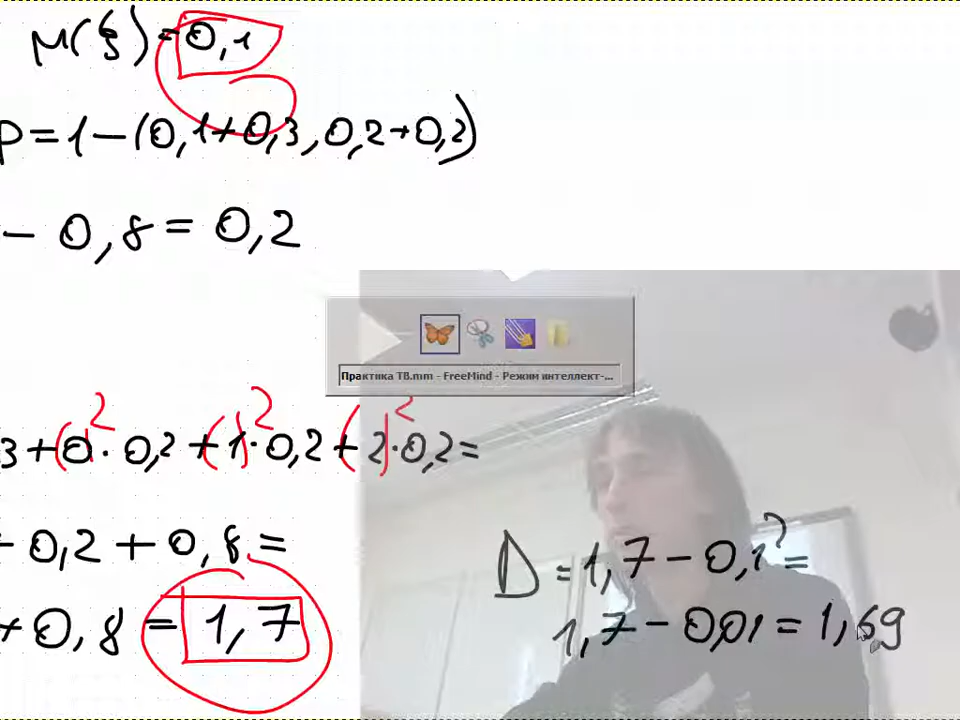 M(ξ)=0,1
P=1-(0,1+0,3,0,2+0,2)
- 0,8 = 0,2
Практика ТВ.mm - FreeMind - Режим интеллект-...
3+(0)²·0,2+(1)²·0,2+(2)²·0,2=
+ 0,2 + 0,8 =
+ 0,8 = 1,7
D = 1,7 - 0,1² =
1,7 - 0,01 = 1,69